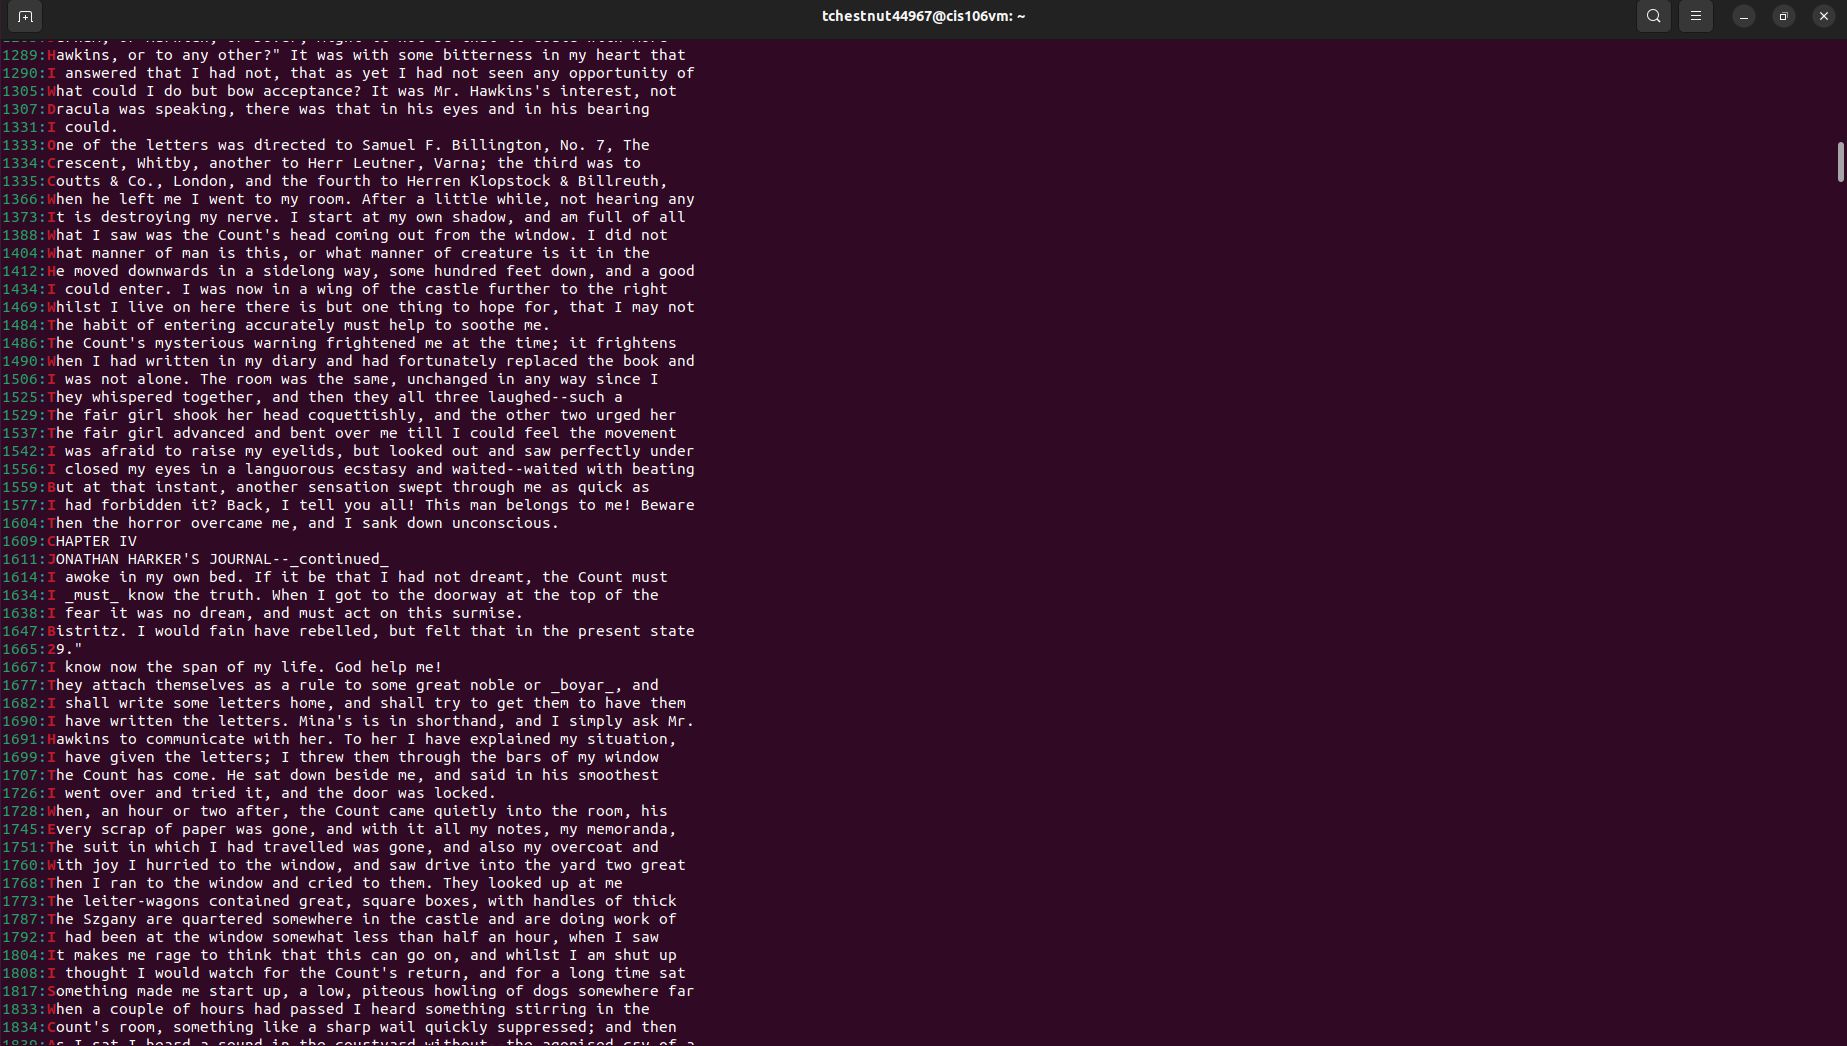 tchestnut44967@cis106vm: ~
1289:Hawkins, or to any other?" It was with some bitterness in my heart that
1290:I answered that I had not, that as yet I had not seen any opportunity of
1305:What could I do but bow acceptance? It was Mr. Hawkins's interest, not
1307:Dracula was speaking, there was that in his eyes and in his bearing
1331:I could.
1333:One of the letters was directed to Samuel F. Billington, No. 7, The
1334:Crescent, Whitby, another to Herr Leutner, Varna; the third was to
1335:Coutts & Co., London, and the fourth to Herren Klopstock & Billreuth,
1366:When he left me I went to my room. After a little while, not hearing any
1373:It is destroying my nerve. I start at my own shadow, and am full of all
1388:What I saw was the Count's head coming out from the window. I did not
1404:What manner of man is this, or what manner of creature is it in the
1412:He moved downwards in a sidelong way, some hundred feet down, and a good
1434:I could enter. I was now in a wing of the castle further to the right
1469:Whilst I live on here there is but one thing to hope for, that I may not
1484:The habit of entering accurately must help to soothe me.
1486:The Count's mysterious warning frightened me at the time; it frightens
1490:When I had written in my diary and had fortunately replaced the book and
1506:I was not alone. The room was the same, unchanged in any way since I
1525:They whispered together, and then they all three laughed--such a
1529:The fair girl shook her head coquettishly, and the other two urged her
1537:The fair girl advanced and bent over me till I could feel the movement
1542:I was afraid to raise my eyelids, but looked out and saw perfectly under
1556:I closed my eyes in a languorous ecstasy and waited--waited with beating
1559:But at that instant, another sensation swept through me as quick as
1577:I had forbidden it? Back, I tell you all! This man belongs to me! Beware
1604:Then the horror overcame me, and I sank down unconscious.
1609:CHAPTER IV
1611:JONATHAN HARKER'S JOURNAL--_continued_
1614:I awoke in my own bed. If it be that I had not dreamt, the Count must
1634:I _must_ know the truth. When I got to the doorway at the top of the
1638:I fear it was no dream, and must act on this surmise.
1647:Bistritz. I would fain have rebelled, but felt that in the present state
1665:29."
1667:I know now the span of my life. God help me!
1677:They attach themselves as a rule to some great noble or _boyar_, and
1682:I shall write some letters home, and shall try to get them to have them
1690:I have written the letters. Mina's is in shorthand, and I simply ask Mr.
1691:Hawkins to communicate with her. To her I have explained my situation,
1699:I have given the letters; I threw them through the bars of my window
1707:The Count has come. He sat down beside me, and said in his smoothest
1726:I went over and tried it, and the door was locked.
1728:When, an hour or two after, the Count came quietly into the room, his
1745:Every scrap of paper was gone, and with it all my notes, my memoranda,
1751:The suit in which I had travelled was gone, and also my overcoat and
1760:With joy I hurried to the window, and saw drive into the yard two great
1768:Then I ran to the window and cried to them. They looked up at me
1773:The leiter-wagons contained great, square boxes, with handles of thick
1787:The Szgany are quartered somewhere in the castle and are doing work of
1792:I had been at the window somewhat less than half an hour, when I saw
1804:It makes me rage to think that this can go on, and whilst I am shut up
1808:I thought I would watch for the Count's return, and for a long time sat
1817:Something made me start up, a low, piteous howling of dogs somewhere far
1833:When a couple of hours had passed I heard something stirring in the
1834:Count's room, something like a sharp wail quickly suppressed; and then
1839:As I sat I heard a sound in the courtyard without--the agonised cry of a